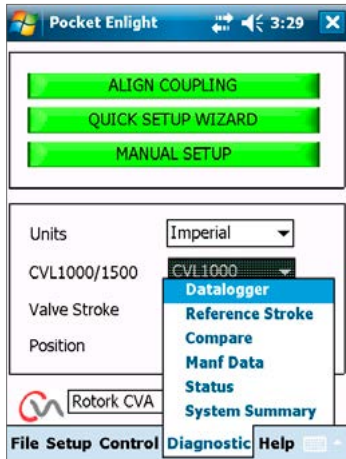 Pocket Enlight 3:29
ALIGN COUPLING
QUICK SETUP WIZARD
MANUAL SETUP
Units Imperial
CVL1000/1500 CVL1000
Datalogger
Valve Stroke Reference Stroke
Compare
Position Manf Data
Status
Rotork CVA System Summary
File Setup Control Diagnostic Help